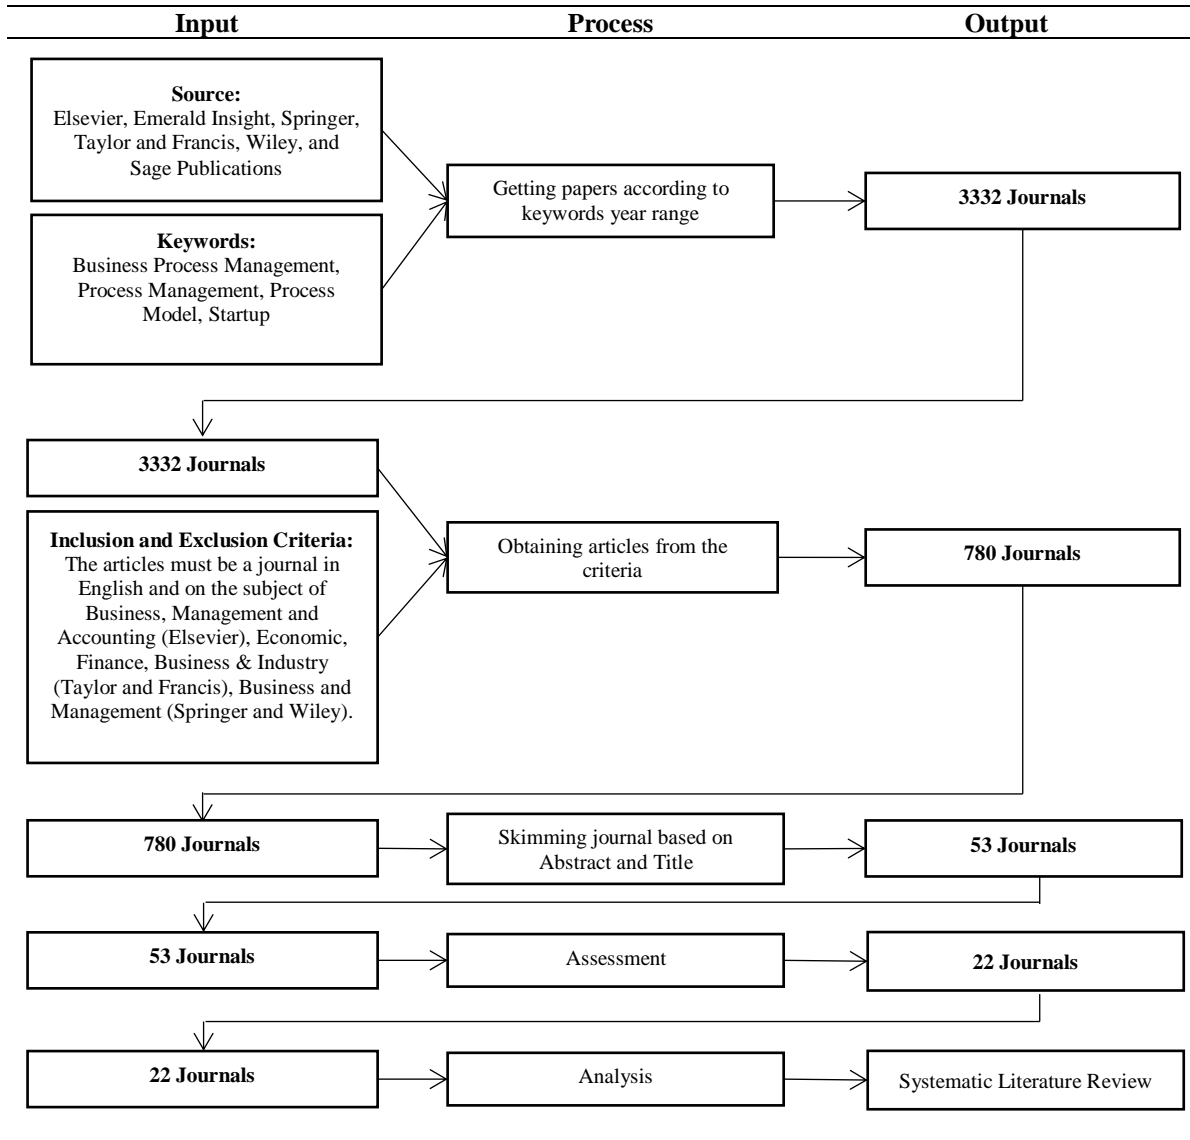 Input Process Output
Source:
Elsevier, Emerald Insight, Springer,
Taylor and Francis, Wiley, and
Sage Publications
Keywords:
Business Process Management,
Process Management, Process
Model, Startup
Getting papers according to
keywords year range
3332 Journals
3332 Journals
Inclusion and Exclusion Criteria:
The articles must be a journal in
English and on the subject of
Business, Management and
Accounting (Elsevier), Economic,
Finance, Business & Industry
(Taylor and Francis), Business and
Management (Springer and Wiley).
Obtaining articles from the
criteria
780 Journals
780 Journals
Skimming journal based on
Abstract and Title
53 Journals
53 Journals
Assessment
22 Journals
22 Journals
Analysis
Systematic Literature Review